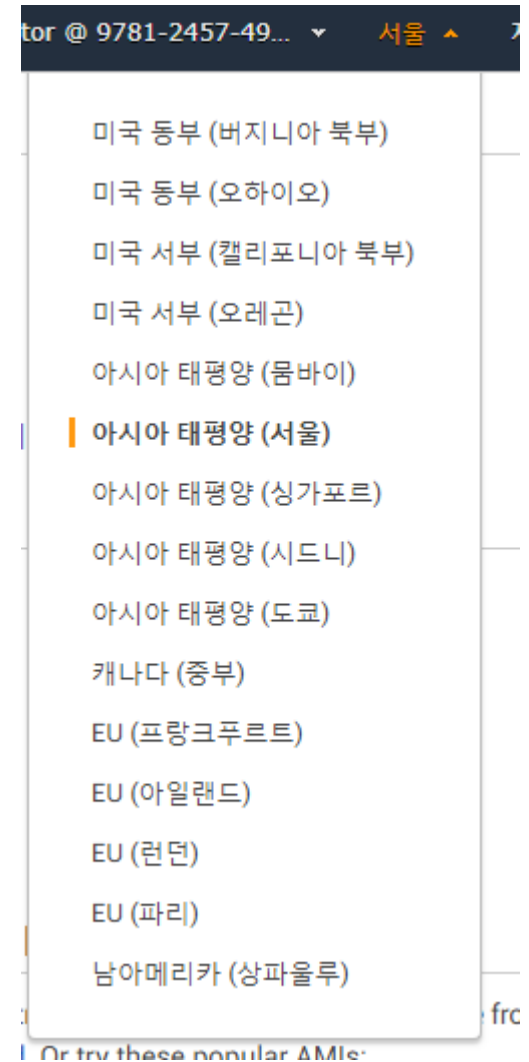 tor @ 9781-2457-49... 서울
미국 동부 (버지니아 북부)
미국 동부 (오하이오)
미국 서부 (캘리포니아 북부)
미국 서부 (오레곤)
아시아 태평양 (뭄바이)
아시아 태평양 (서울)
아시아 태평양 (싱가포르)
아시아 태평양 (시드니)
아시아 태평양 (도쿄)
캐나다 (중부)
EU (프랑크푸르트)
EU (아일랜드)
EU (런던)
EU (파리)
남아메리카 (상파울루)
fro
Or try these popular AMIs: